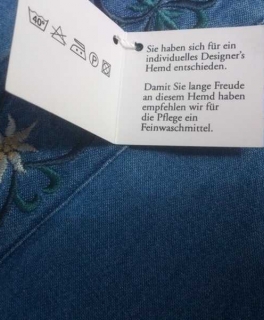 40°
P
Sie haben sich für ein
individuelles Designer's
Hemd entschieden.
Damit Sie lange Freude
an diesem Hemd haben
empfehlen wir für
die Pflege ein
Feinwaschmittel.